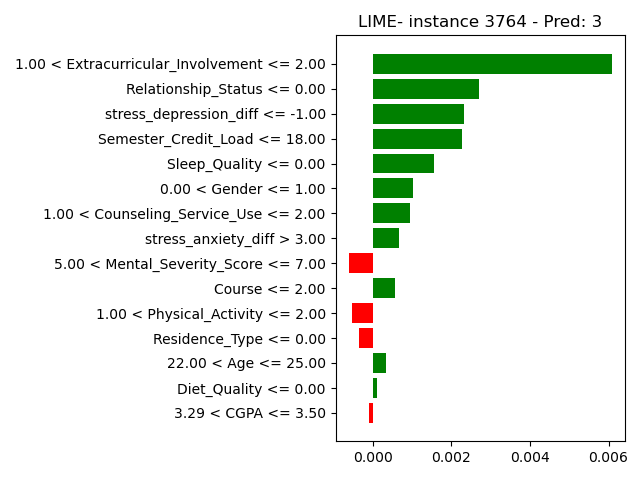 LIME- instance 3764 - Pred: 3
1.00 < Extracurricular_Involvement <= 2.00
Relationship_Status <= 0.00
stress_depression_diff <= -1.00
Semester_Credit_Load <= 18.00
Sleep_Quality <= 0.00
0.00 < Gender <= 1.00
1.00 < Counseling_Service_Use <= 2.00
stress_anxiety_diff > 3.00
5.00 < Mental_Severity_Score <= 7.00
Course <= 2.00
1.00 < Physical_Activity <= 2.00
Residence_Type <= 0.00
22.00 < Age <= 25.00
Diet_Quality <= 0.00
3.29 < CGPA <= 3.50
0.000 0.002 0.004 0.006